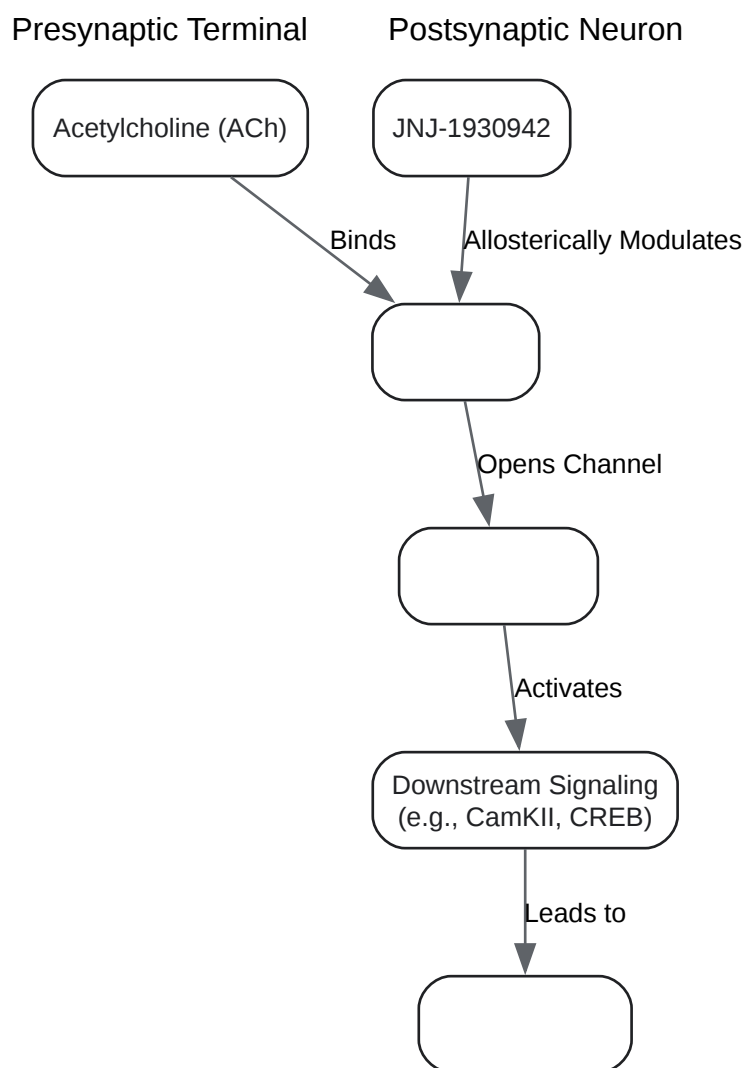 Presynaptic Terminal
Postsynaptic Neuron
Acetylcholine (ACh)
JNJ-1930942
Binds
Allosterically Modulates
Opens Channel
Activates
Downstream Signaling
(e.g., CamKII, CREB)
Leads to